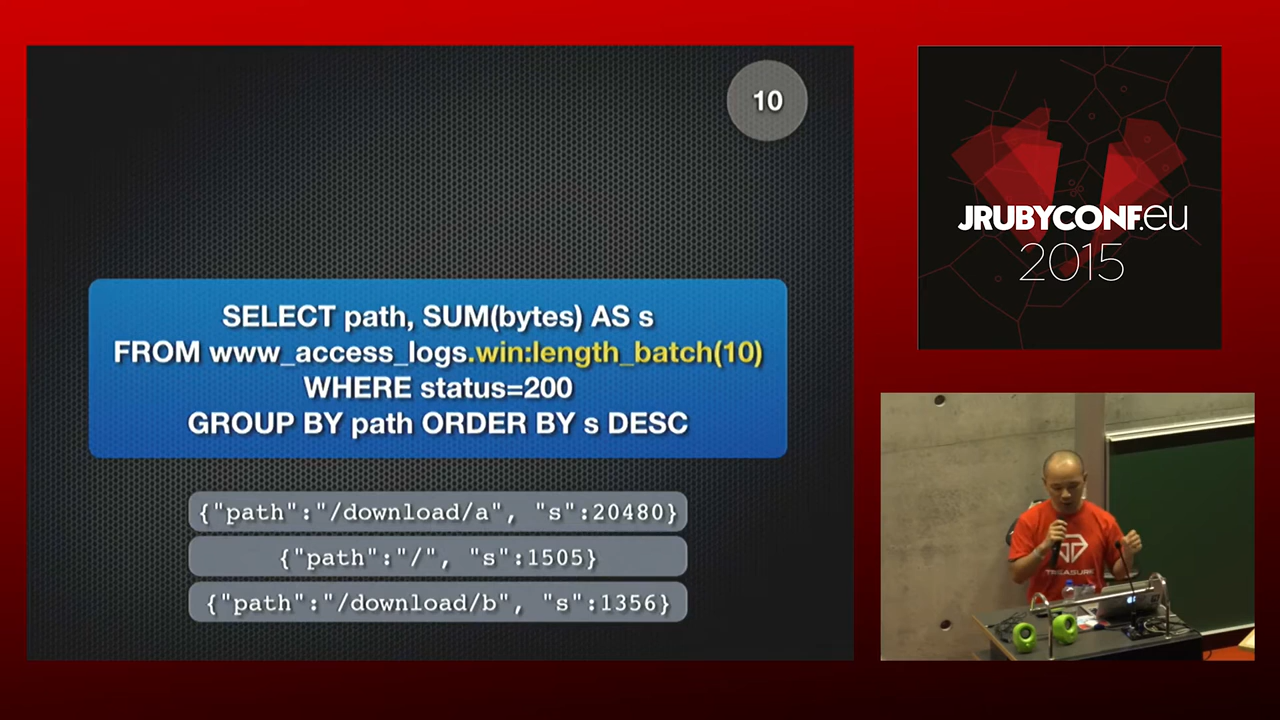 10
SELECT path, SUM(bytes) AS s
FROM www_access_logs.win:length_batch(10)
WHERE status=200
GROUP BY path ORDER BY s DESC
{"path":"/download/a", "s":20480}
{"path":"/", "s":1505}
{"path":"/download/b", "s":1356}
JRUBYCONF.eu
2015
TREASURE